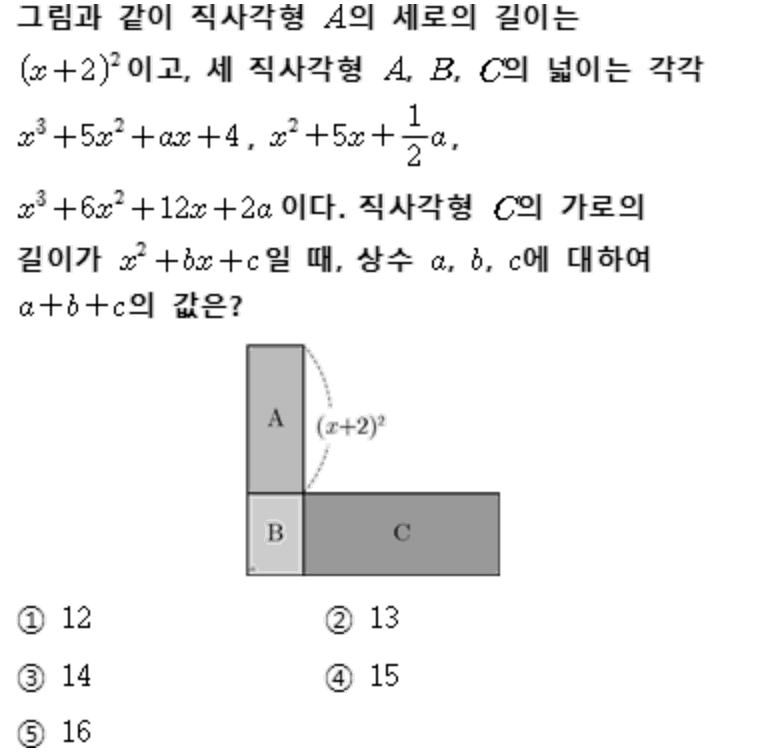 그림과 같이 직사각형 A의 세로의 길이는
(x+2)²이고, 세 직사각형 A, B, C의 넓이는 각각
x³+5x²+ax+4, x²+5x+\frac{1}{2}a,
x³+6x²+12x+2a이다. 직사각형 C의 가로의
길이가 x²+bx+c일 때, 상수 a, b, c에 대하여
a+b+c의 값은?
A
(x+2)²
B
C
① 12
② 13
③ 14
④ 15
⑤ 16